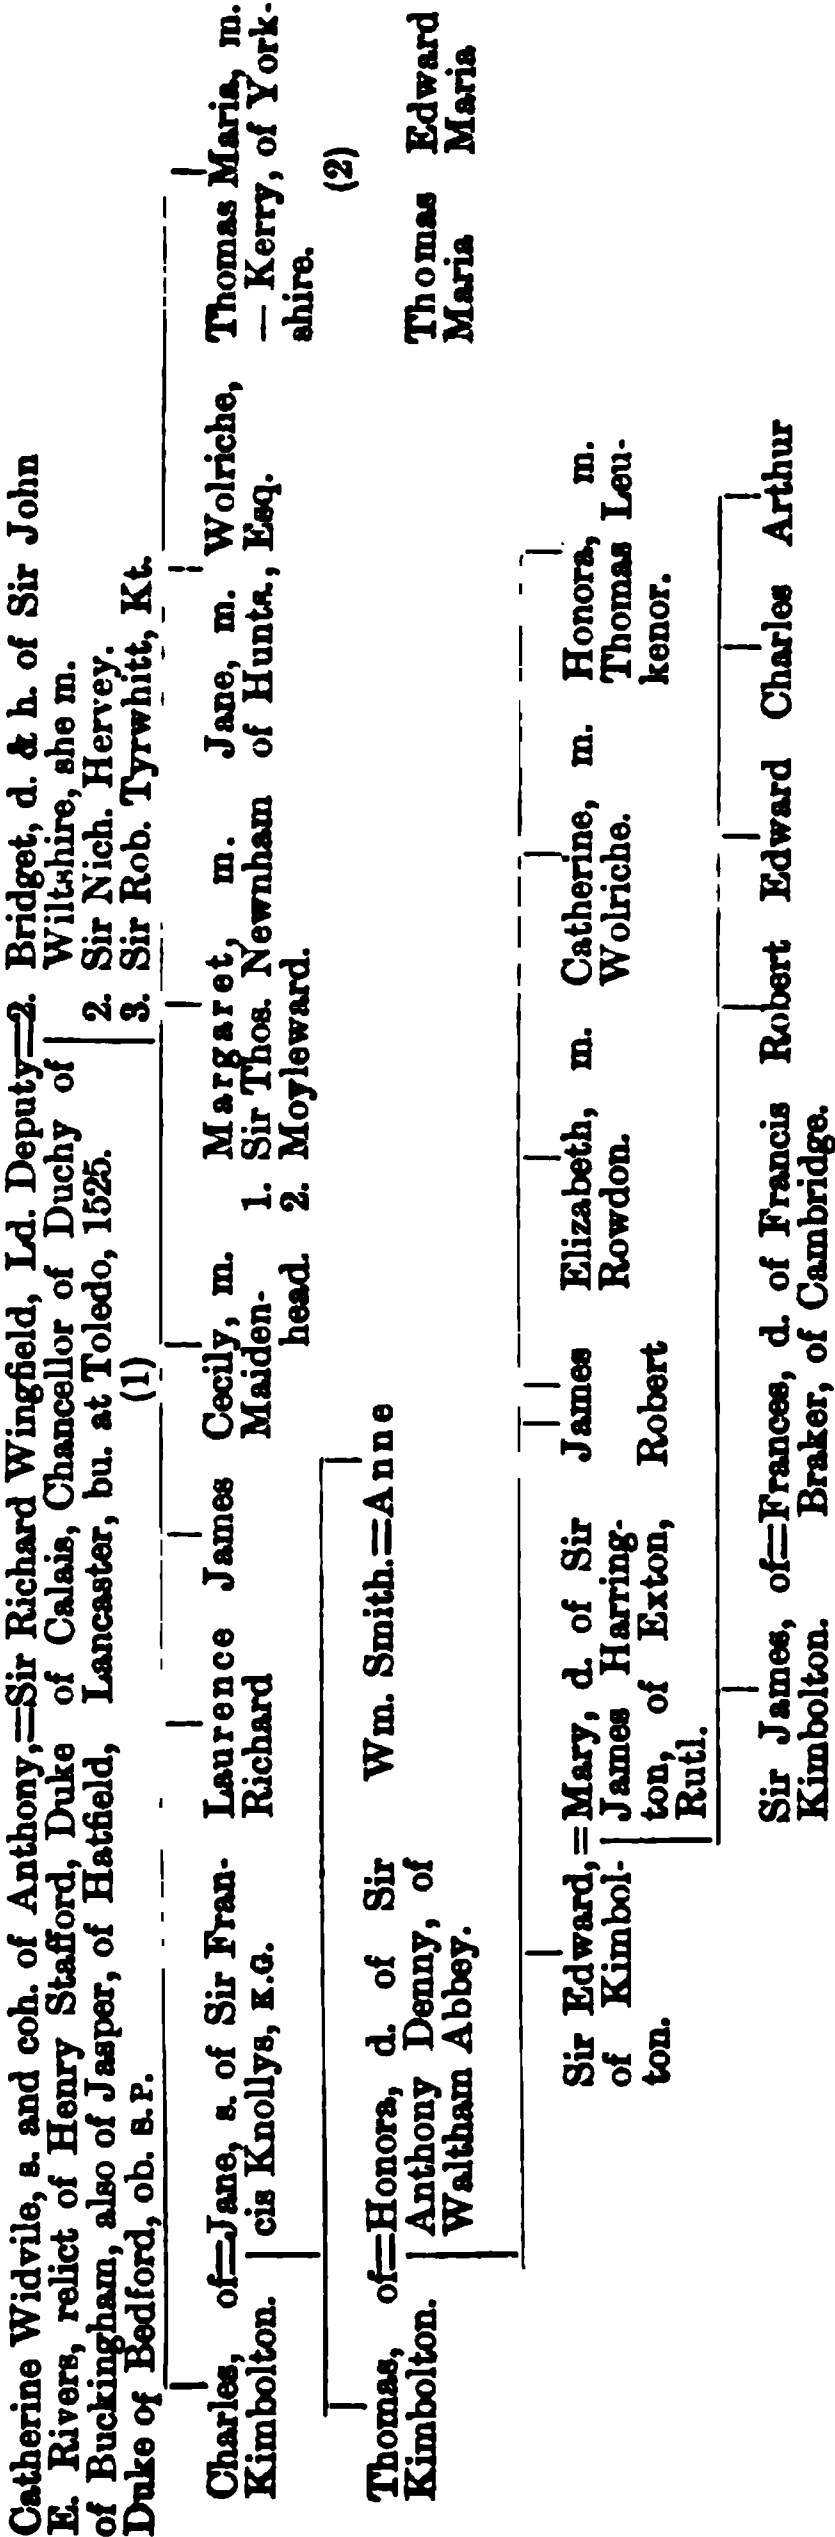 Catherine Widvile, s. and coh. of Anthony,=Sir Richard Wingfield, Ld. Deputy=2. Bridget, d. & h. of Sir John
E. Rivers, relict of Henry Stafford, Duke of Calais, Chancellor of Duchy of Wiltshire, she m.
of Buckingham, also of Jasper, of Hatfield, Lancaster, bu. at Toledo, 1525. 2. Sir Nich. Hervey.
Duke of Bedford, ob. s.p. (1) 3. Sir Rob. Tyrwhitt, Kt.
Charles, of=Jane, s. of Sir Fran- Laurence James Cecily, m. Margaret, m. Jane, m. Wolriche, Thomas Maria, m.
Kimbolton. cis Knollys, K.G. Richard Maiden- 1. Sir Thos. Newnham of Hunts., Esq. — Kerry, of York-
head. 2. Moyleward. shire.
(2)
Thomas, of=Honora, d. of Sir Wm. Smith.=Anne Thomas Edward
Kimbolton. Anthony Denny, of Maria Maria
Waltham Abbey.
Sir Edward,=Mary, d. of Sir James Elizabeth, m. Catherine, m. Honora, m.
of Kimbol- James Harring- Rowdon. Wolriche. Thomas Leu-
ton. ton, of Exton, Robert kenor.
Rutl.
Sir James, of=Frances, d. of Francis Robert Edward Charles Arthur
Kimbolton. Braker, of Cambridge.